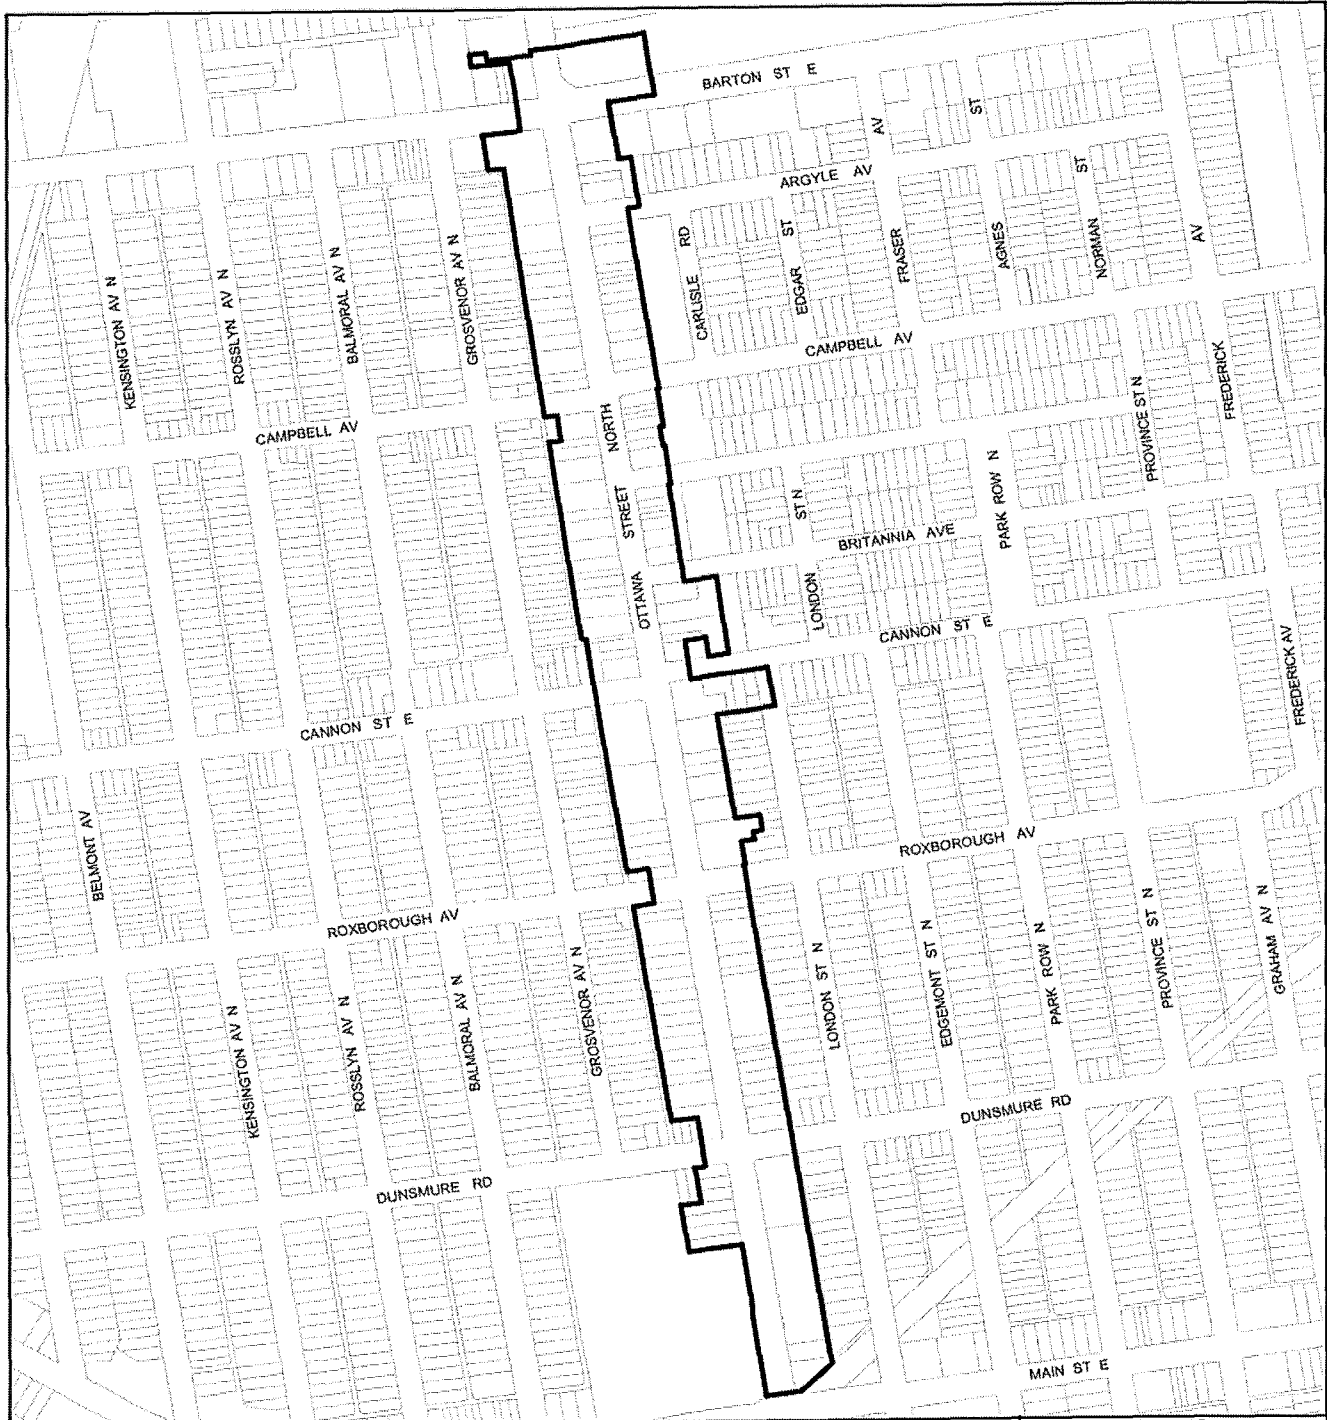 BARTON ST E
ARGYLE AV
AV
ST
ST
AV
KENSINGTON AV N
ROSSLYN AV N
BALMORAL AV N
GROSVENOR AV N
CARLISLE RD
EDGAR ST
FRASER
AGNES
NORMAN
CAMPBELL AV
CAMPBELL AV
OTTAWA STREET NORTH
LONDON ST N
BRITANNIA AVE
PARK ROW N
PROVINCE ST N
FREDERICK
CANNON ST E
CANNON ST E
FREDERICK AV
BELMONT AV
ROXBOROUGH AV
ROXBOROUGH AV
KENSINGTON AV N
ROSSLYN AV N
BALMORAL AV N
GROSVENOR AV N
LONDON ST N
EDGEMONT ST N
PARK ROW N
PROVINCE ST N
GRAHAM AV N
DUNSMURE RD
DUNSMURE RD
MAIN ST E